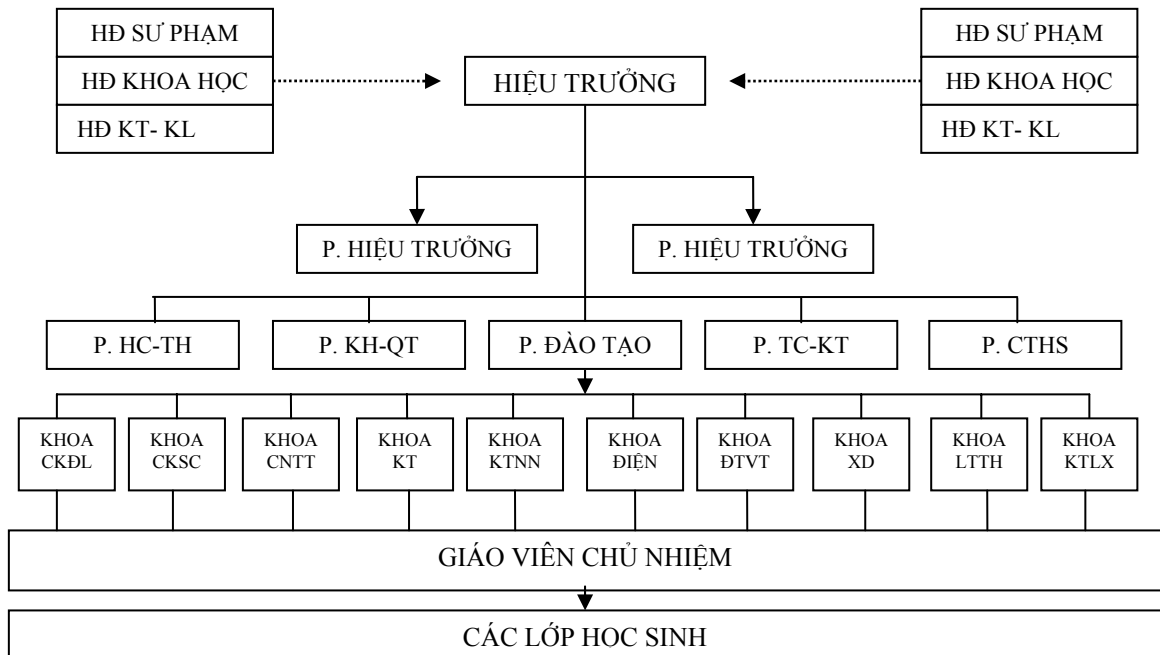 HĐ SƯ PHẠM
HĐ KHOA HỌC
HĐ KT- KL
HIỆU TRƯỞNG
HĐ SƯ PHẠM
HĐ KHOA HỌC
HĐ KT- KL
P. HIỆU TRƯỞNG
P. HIỆU TRƯỞNG
P. HC-TH
P. KH-QT
P. ĐÀO TẠO
P. TC-KT
P. CTHS
KHOA
CKĐL
KHOA
CKSC
KHOA
CNTT
KHOA
KT
KHOA
KTNN
KHOA
ĐIỆN
KHOA
ĐTVT
KHOA
XD
KHOA
LTTH
KHOA
KTLX
GIÁO VIÊN CHỦ NHIỆM
CÁC LỚP HỌC SINH